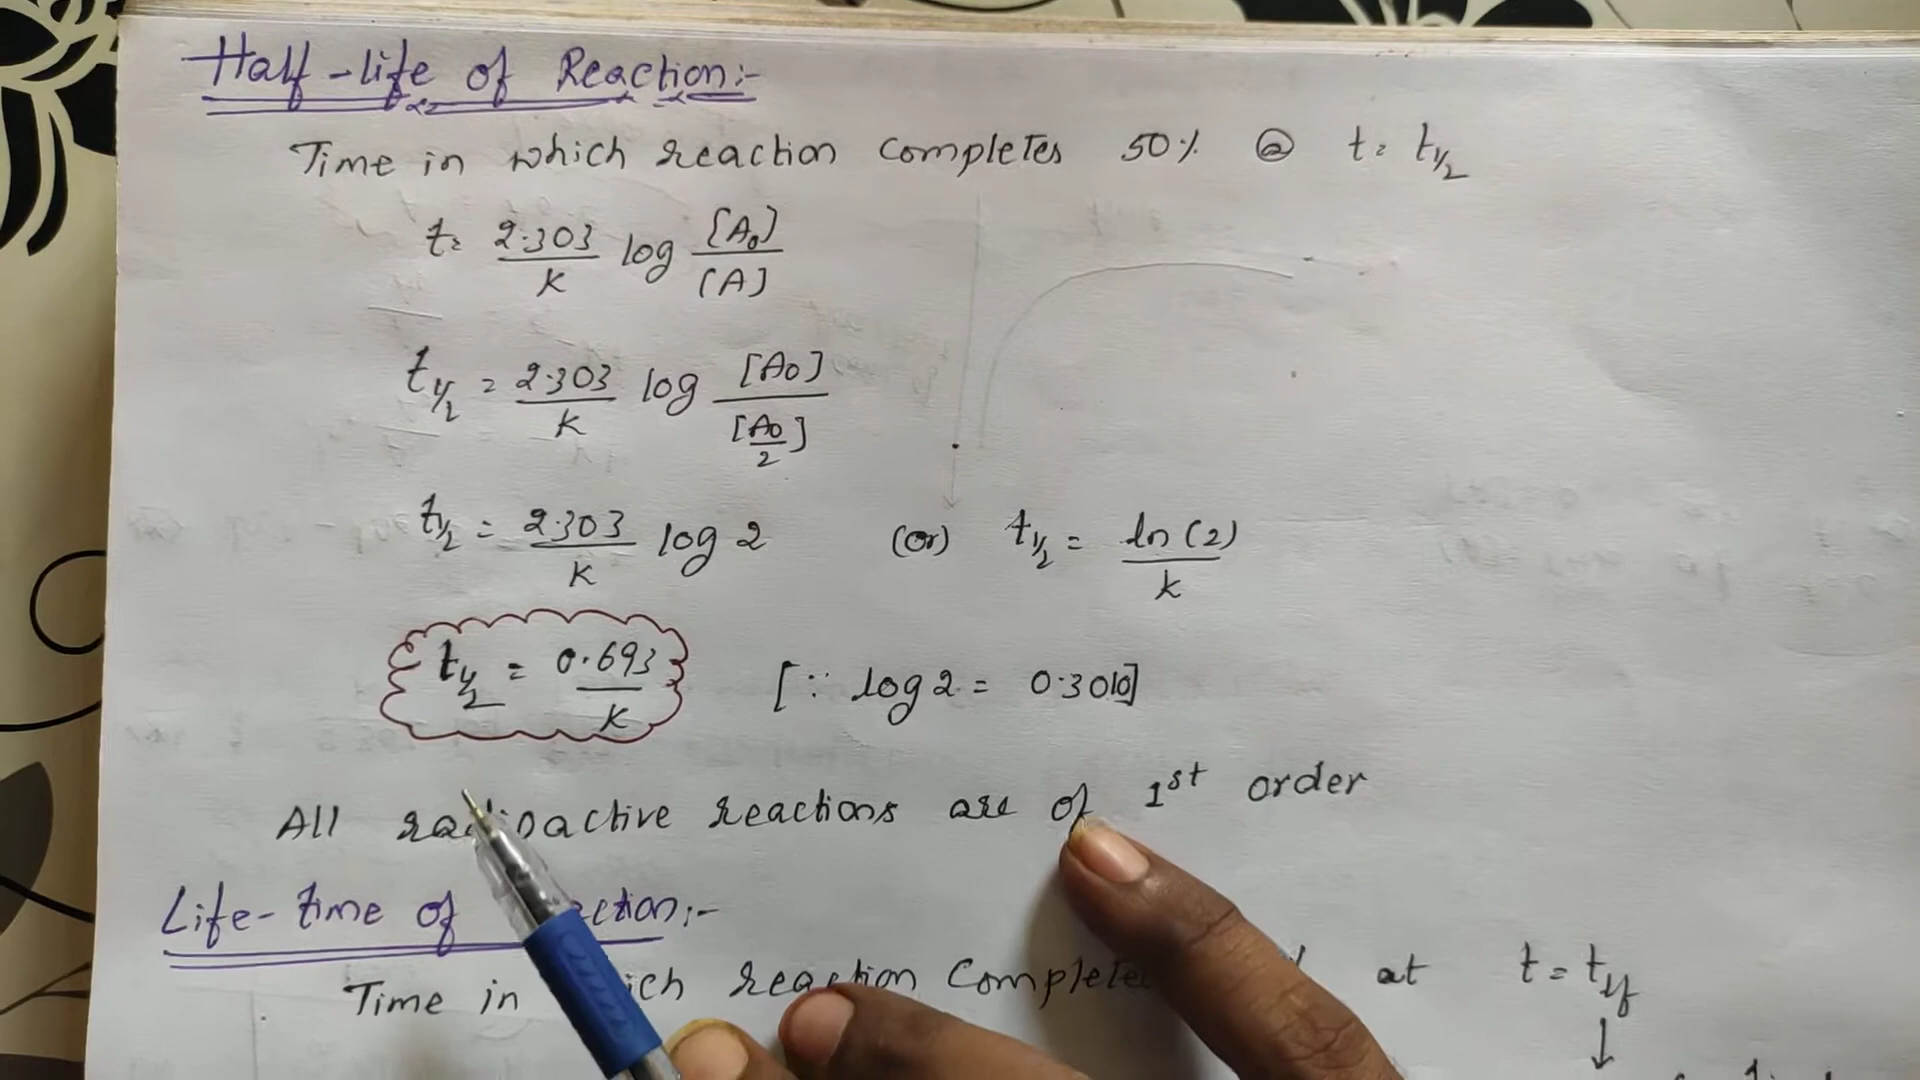 Half-life of Reaction:-
Time in which reaction completes 50% @ t = t1/2
t = 2.303/K log [A0]/[A]
t1/2 = 2.303/K log [A0]/[A0/2]
t1/2 = 2.303/K log 2 (or) t1/2 = ln(2)/K
t1/2 = 0.693/K [∵ log 2 = 0.3010]
All radioactive reactions are of 1st order
Life-time of
Time in reaction at t = tlf